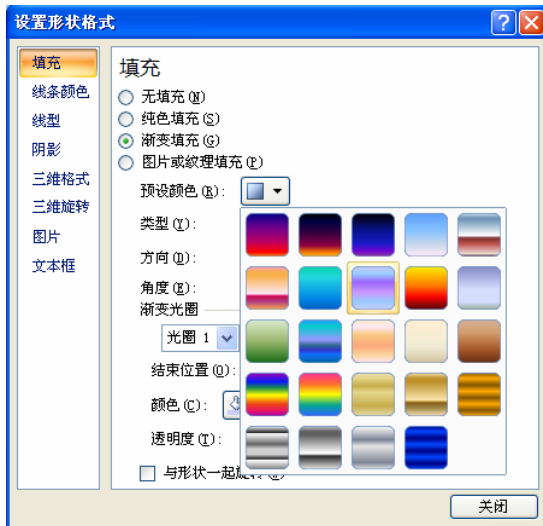 设置形状格式
填充
线条颜色
线型
阴影
三维格式
三维旋转
图片
文本框
填充
无填充(N)
纯色填充(S)
渐变填充(G)
图片或纹理填充(P)
预设颜色(R):
类型(Y):
方向(D):
角度(E):
渐变光圈
光圈 1
结束位置(O):
颜色(C):
透明度(T):
与形状一起旋转(W)
关闭